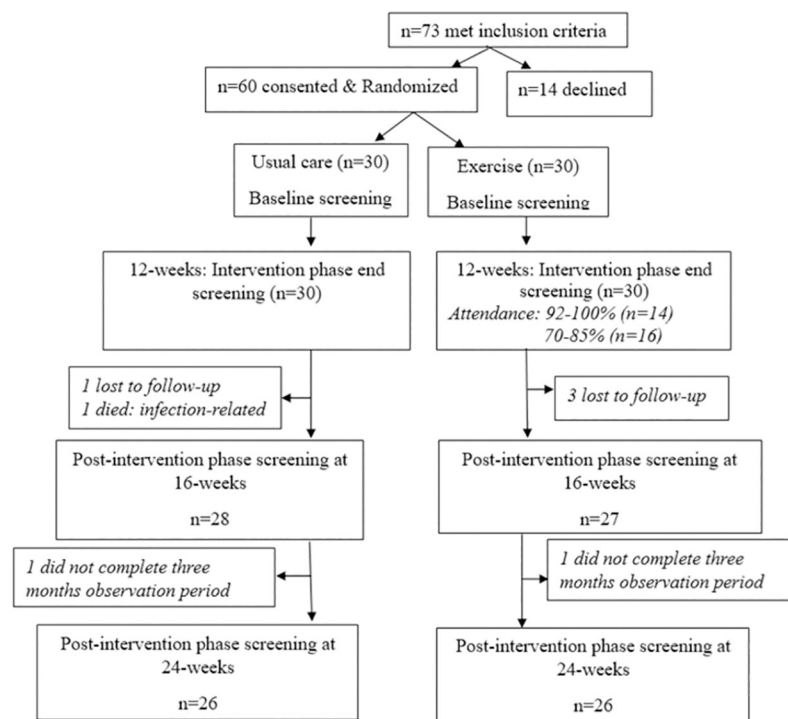 n=73 met inclusion criteria
n=60 consented & Randomized
n=14 declined
Usual care (n=30)
Baseline screening
Exercise (n=30)
Baseline screening
12-weeks: Intervention phase end
screening (n=30)
12-weeks: Intervention phase end
screening (n=30)
Attendance: 92-100% (n=14)
70-85% (n=16)
1 lost to follow-up
1 died: infection-related
3 lost to follow-up
Post-intervention phase screening at
16-weeks
n=28
Post-intervention phase screening at
16-weeks
n=27
1 did not complete three
months observation period
1 did not complete three
months observation period
Post-intervention phase screening at
24-weeks
n=26
Post-intervention phase screening at
24-weeks
n=26